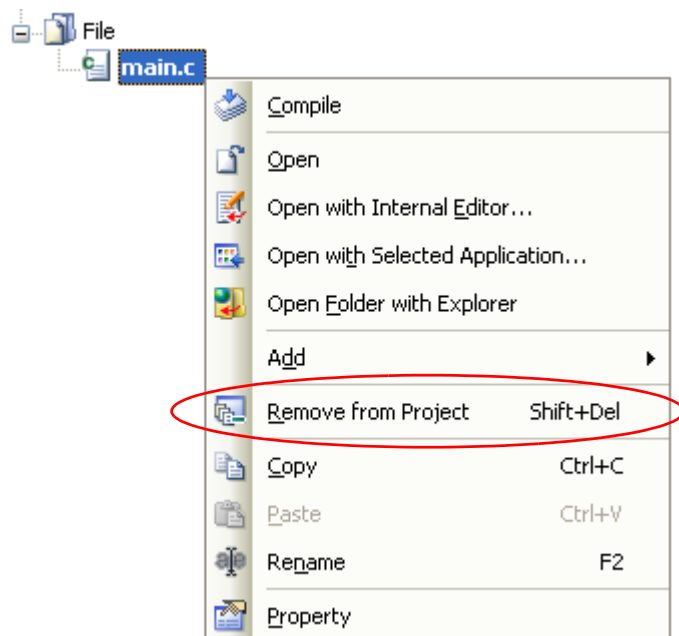 File
main.c
Compile
Open
Open with Internal Editor...
Open with Selected Application...
Open Folder with Explorer
Add
Remove from Project Shift+Del
Copy Ctrl+C
Paste Ctrl+V
Rename F2
Property